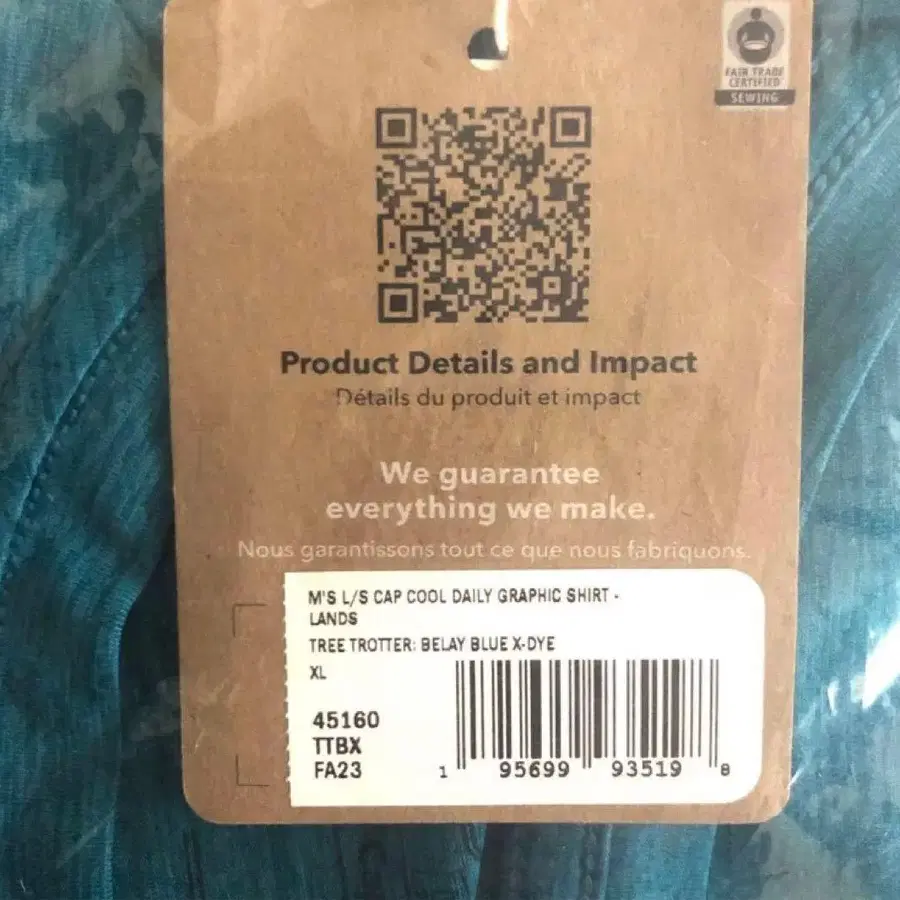 FAIR TRADE
CERTIFIED
SEWING
Product Details and Impact
Détails du produit et impact
We guarantee
everything we make.
Nous garantissons tout ce que nous fabriquons.
M'S L/S CAP COOL DAILY GRAPHIC SHIRT -
LANDS
TREE TROTTER: BELAY BLUE X-DYE
XL
45160
TTBX
FA23
1 95699 93519 8